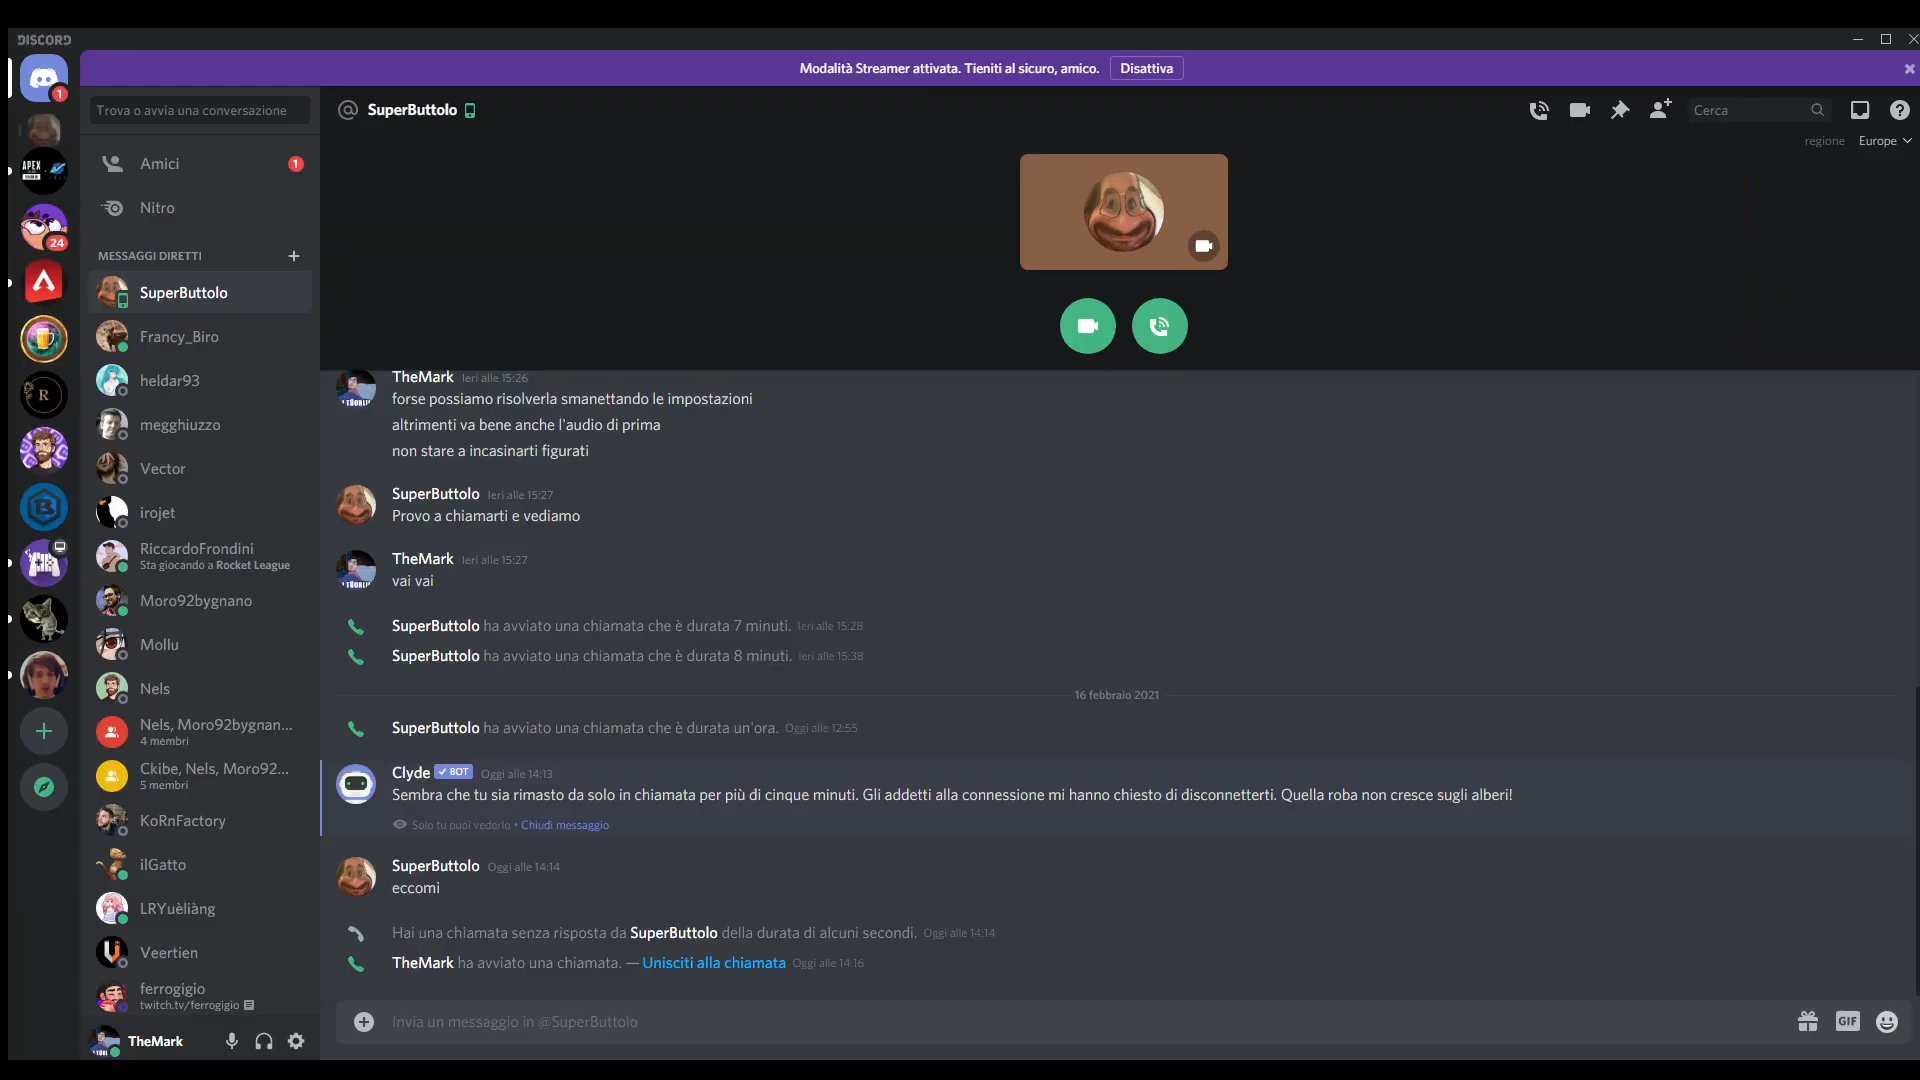 DISCORD
Modalità Streamer attivata. Tieniti al sicuro, amico.
Disattiva
1
APEX
24
R
Trova o avvia una conversazione
Amici
1
Nitro
MESSAGGI DIRETTI
SuperButtolo
Francy_Biro
heldar93
megghiuzzo
Vector
irojet
RiccardoFrondini
Sta giocando a Rocket League
Moro92bygnano
Mollu
Nels
Nels, Moro92bygnan...
4 membri
Ckibe, Nels, Moro92...
5 membri
KoRnFactory
ilGatto
LRYuèliàng
Veertien
ferrogigio
twitch.tv/ferrogigio
TheMark
SuperButtolo
Cerca
regione Europe
TheMark Ieri alle 15:26
forse possiamo risolverla smanettando le impostazioni
altrimenti va bene anche l'audio di prima
non stare a incasinarti figurati
SuperButtolo Ieri alle 15:27
Provo a chiamarti e vediamo
TheMark Ieri alle 15:27
vai vai
SuperButtolo ha avviato una chiamata che è durata 7 minuti. Ieri alle 15:28
SuperButtolo ha avviato una chiamata che è durata 8 minuti. Ieri alle 15:38
16 febbraio 2021
SuperButtolo ha avviato una chiamata che è durata un'ora. Oggi alle 12:55
Clyde ✓ BOT Oggi alle 14:13
Sembra che tu sia rimasto da solo in chiamata per più di cinque minuti. Gli addetti alla connessione mi hanno chiesto di disconnetterti. Quella roba non cresce sugli alberi!
Solo tu puoi vederlo • Chiudi messaggio
SuperButtolo Oggi alle 14:14
eccomi
Hai una chiamata senza risposta da SuperButtolo della durata di alcuni secondi. Oggi alle 14:14
TheMark ha avviato una chiamata. — Unisciti alla chiamata Oggi alle 14:16
Invia un messaggio in @SuperButtolo
GIF